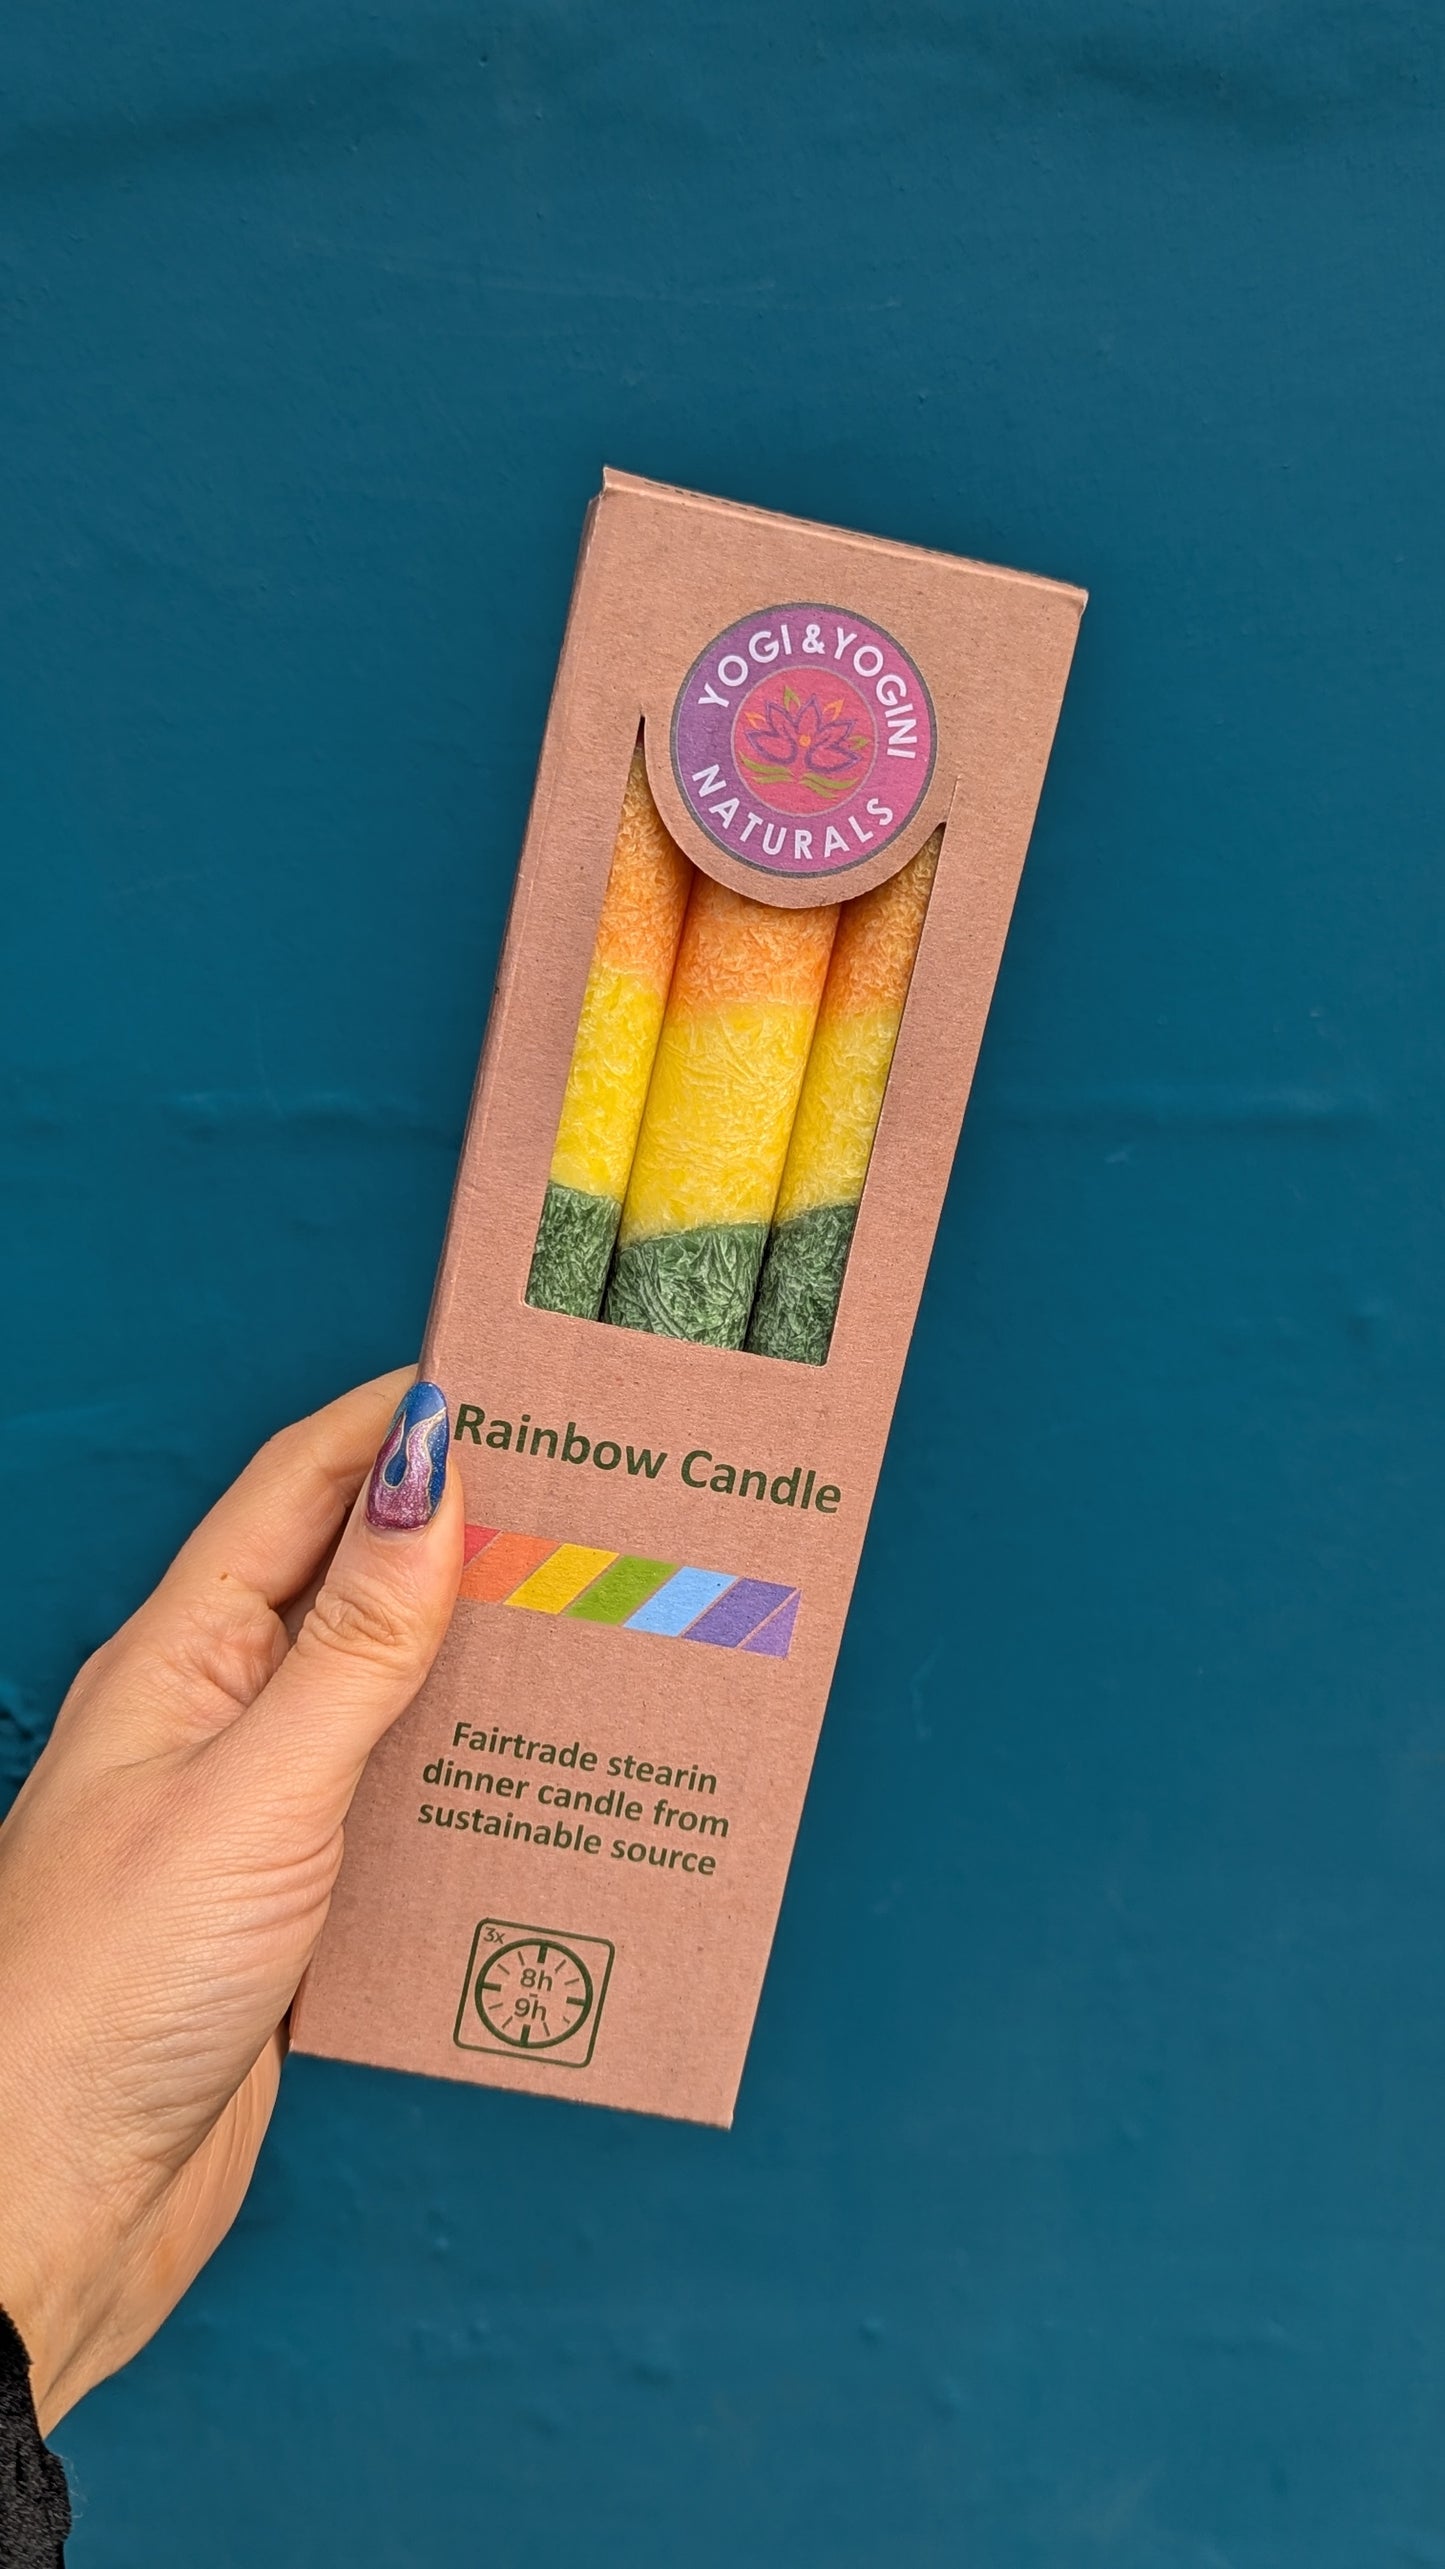 YOGI & YOGINI
NATURALS
Rainbow Candle
Fairtrade stearin
dinner candle from
sustainable source
3x
8h
-
9h